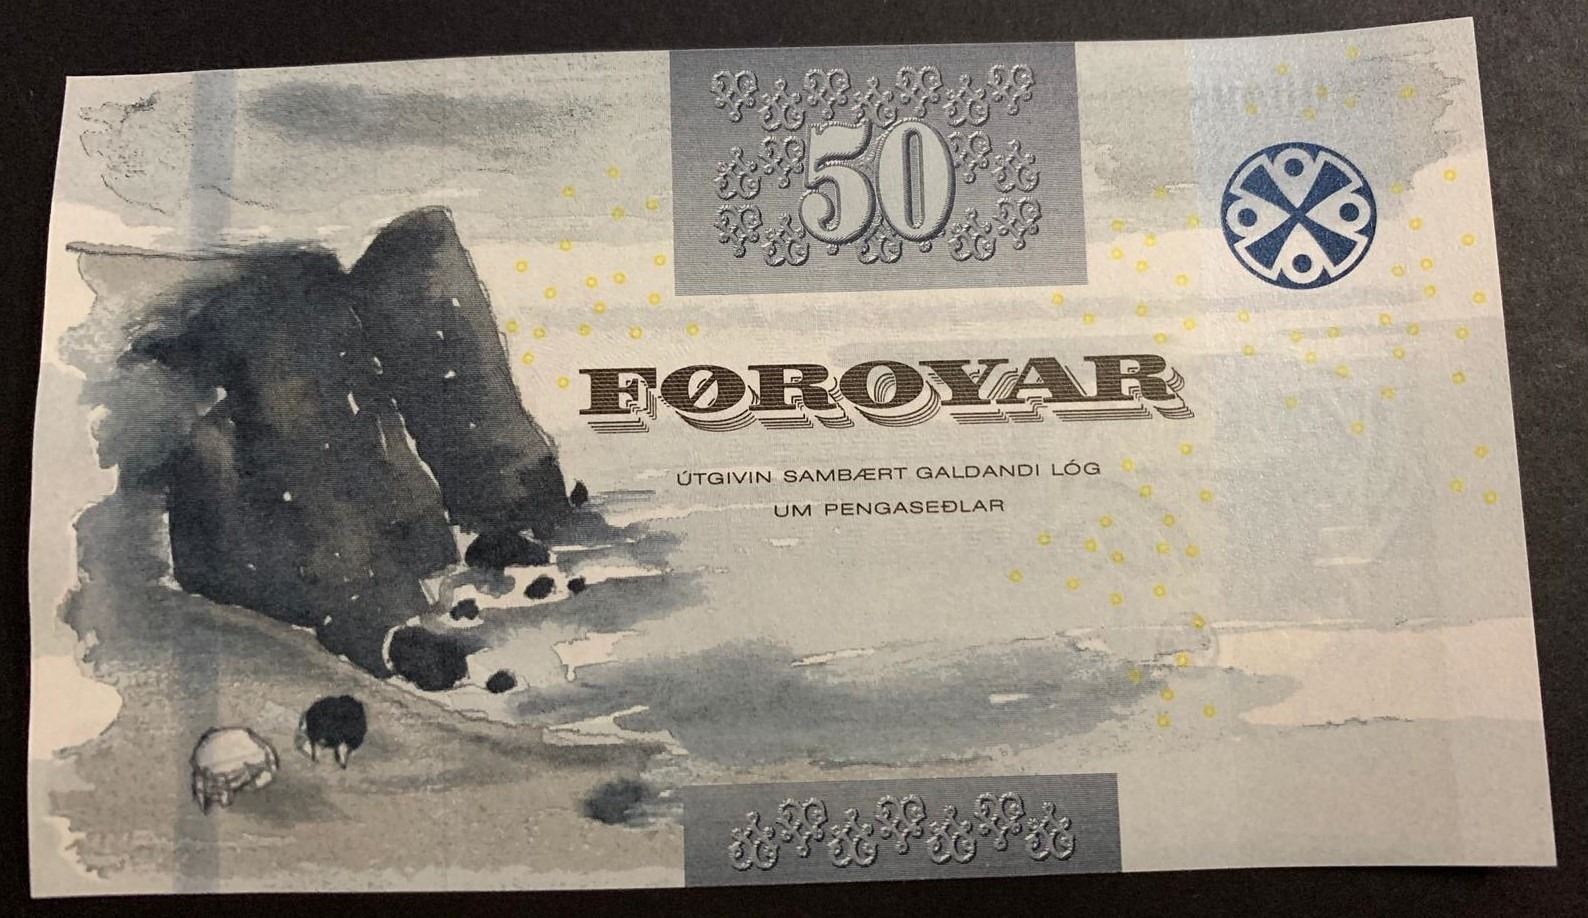 50
FØROYAR
ÚTGIVIN SAMBÆRT GALDANDI LÓG
UM PENGASEÐLAR